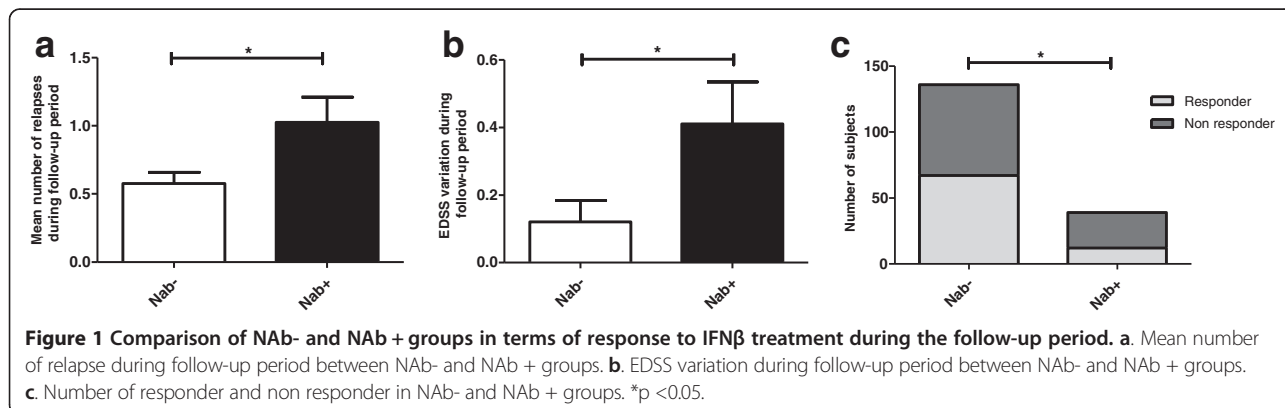 a
*
Mean number of relapses
during follow-up period
1.5
1.0
0.5
0.0
Nab-
Nab+
b
*
EDSS variation during
follow-up period
0.6
0.4
0.2
0.0
Nab-
Nab+
c
*
Number of subjects
150
100
50
0
Nab-
Nab+
Responder
Non responder
Figure 1 Comparison of NAb- and NAb + groups in terms of response to IFNβ treatment during the follow-up period. a. Mean number
of relapse during follow-up period between NAb- and NAb + groups. b. EDSS variation during follow-up period between NAb- and NAb + groups.
c. Number of responder and non responder in NAb- and NAb + groups. *p <0.05.